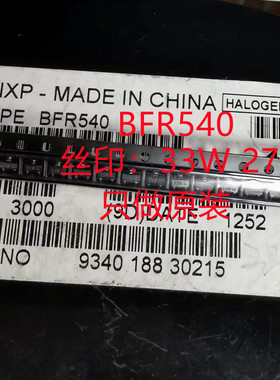 NXP - MADE IN CHINA
HALOGEN
PE BFR540
BFR540
丝印：33W 27
只做原装
3000
1252
NO 9340 188 30215